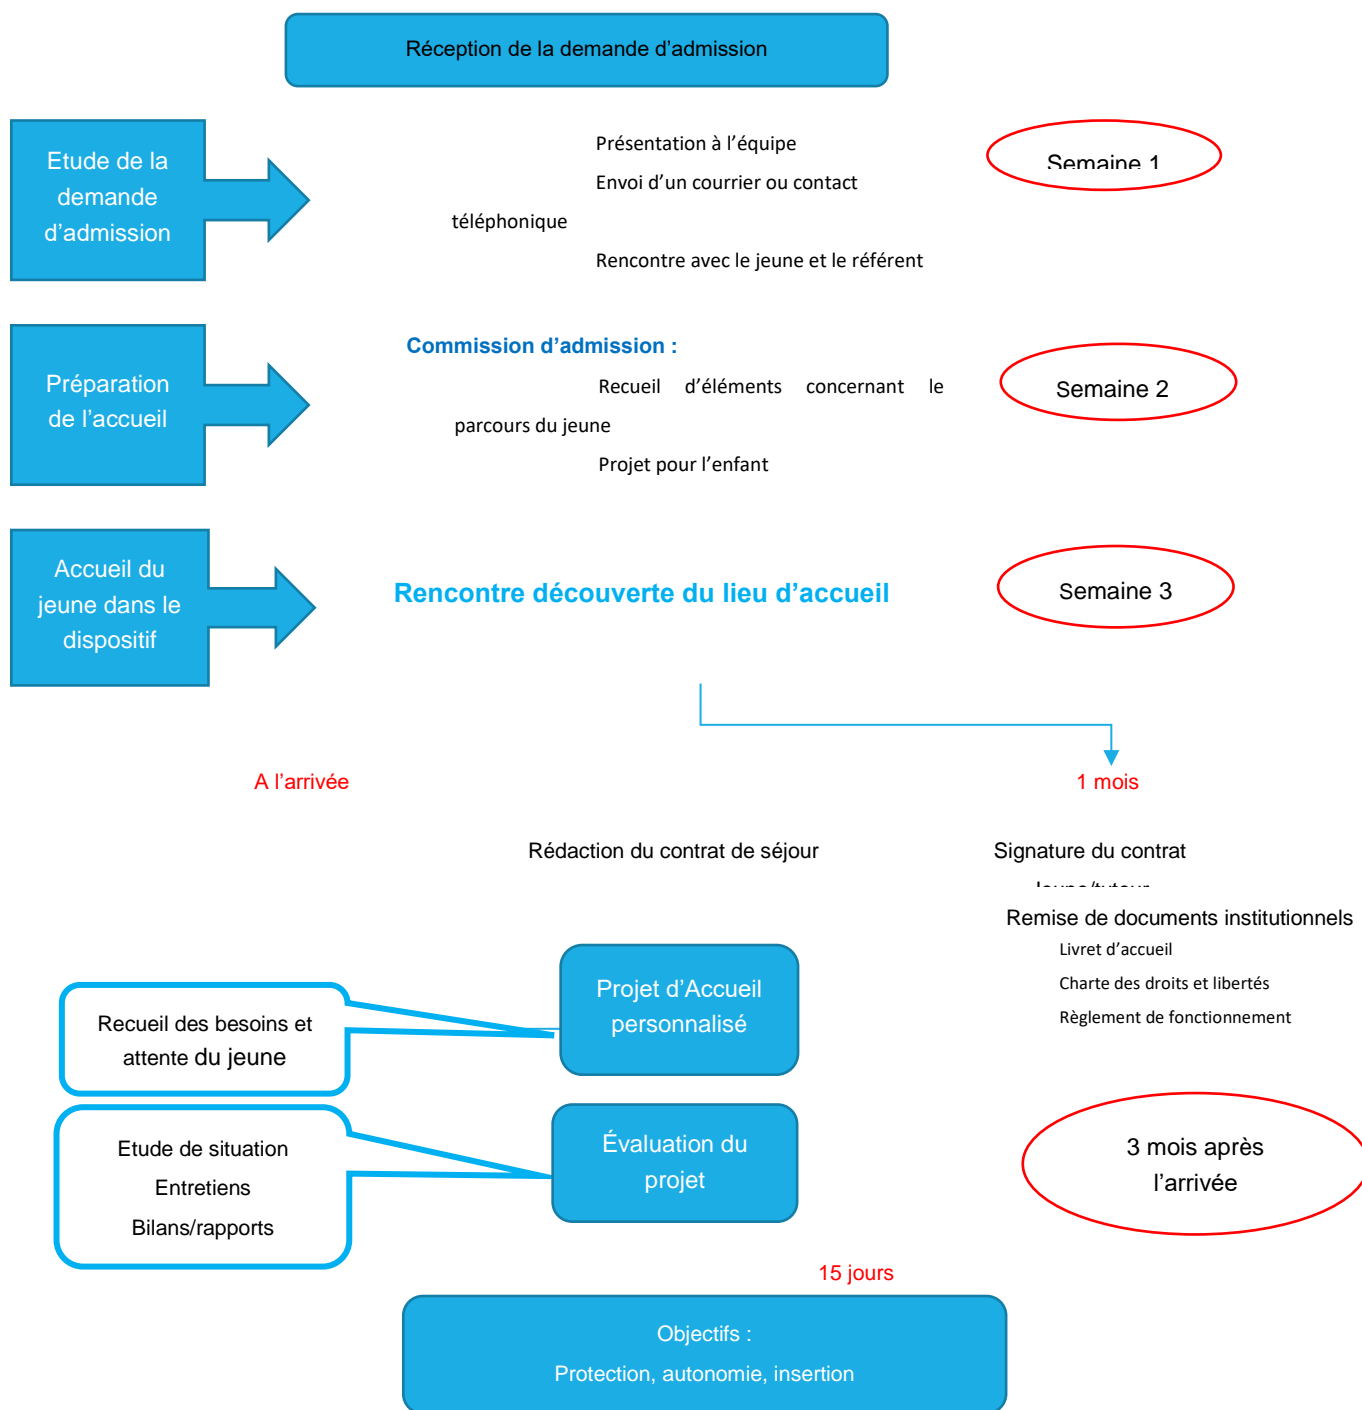 Réception de la demande d’admission
Etude de la
demande
d’admission
Présentation à l’équipe
Envoi d’un courrier ou contact
téléphonique
Rencontre avec le jeune et le référent
Semaine 1
Préparation
de l’accueil
Commission d’admission :
Recueil d’éléments concernant le
parcours du jeune
Projet pour l’enfant
Semaine 2
Accueil du
jeune dans le
dispositif
Rencontre découverte du lieu d’accueil
Semaine 3
A l’arrivée
1 mois
Rédaction du contrat de séjour
Signature du contrat
Remise de documents institutionnels
Livret d’accueil
Charte des droits et libertés
Règlement de fonctionnement
Projet d’Accueil
personnalisé
Recueil des besoins et
attente du jeune
Etude de situation
Entretiens
Bilans/rapports
Évaluation du
projet
3 mois après
l’arrivée
15 jours
Objectifs :
Protection, autonomie, insertion